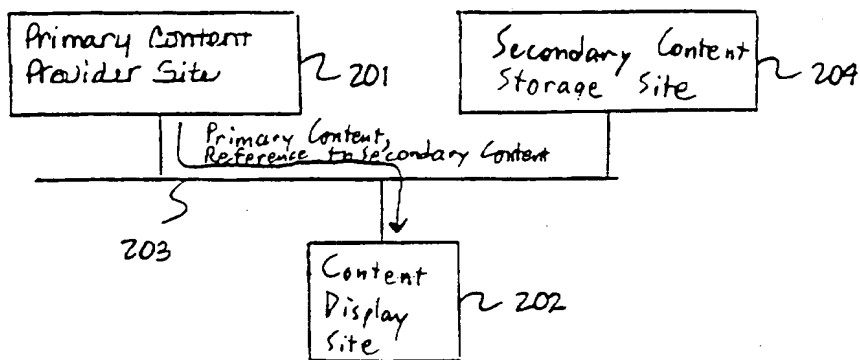 Primary Content
Provider Site
201
Secondary Content
Storage Site
204
Primary Content,
Reference to Secondary Content
203
Content
Display
Site
202